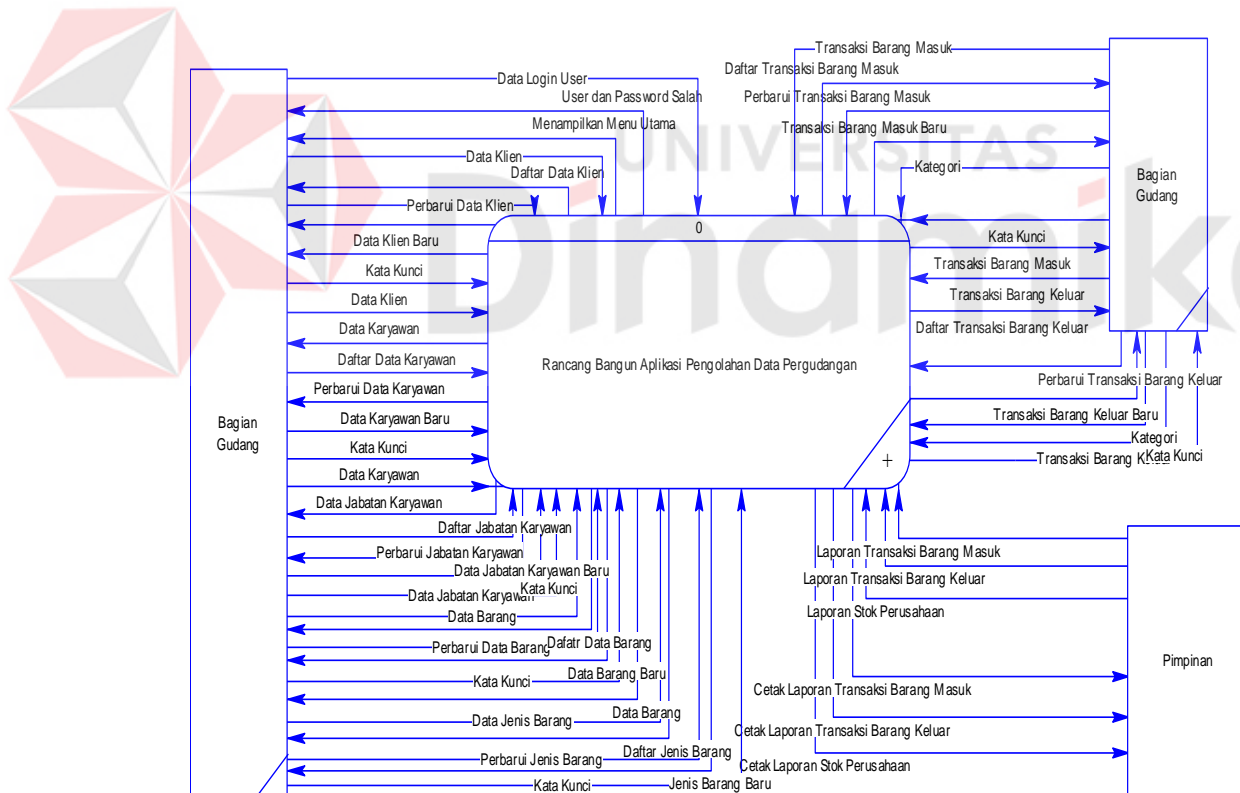 Data Login User
User dan Password Salah
Menampilkan Menu Utama
Data Klien
Daftar Data Klien
Perbarui Data Klien
Data Klien Baru
Kata Kunci
Data Klien
Data Karyawan
Daftar Data Karyawan
Perbarui Data Karyawan
Data Karyawan Baru
Kata Kunci
Data Karyawan
Data Jabatan Karyawan
Daftar Jabatan Karyawan
Perbarui Jabatan Karyawan
Data Jabatan Karyawan Baru
Kata Kunci
Data Jabatan Karyawan
Data Barang
Dafatr Data Barang
Perbarui Data Barang
Data Barang Baru
Kata Kunci
Data Barang
Data Jenis Barang
Daftar Jenis Barang
Perbarui Jenis Barang
Jenis Barang Baru
Kata Kunci
Bagian
Gudang
0
Rancang Bangun Aplikasi Pengolahan Data Pergudangan
+
UNIVERSITAS
Dinamika
Transaksi Barang Masuk
Daftar Transaksi Barang Masuk
Perbarui Transaksi Barang Masuk
Transaksi Barang Masuk Baru
Kategori
Kata Kunci
Transaksi Barang Masuk
Transaksi Barang Keluar
Daftar Transaksi Barang Keluar
Perbarui Transaksi Barang Keluar
Transaksi Barang Keluar Baru
Kategori
Kata Kunci
Transaksi Barang Keluar
Bagian
Gudang
Laporan Transaksi Barang Masuk
Laporan Transaksi Barang Keluar
Laporan Stok Perusahaan
Cetak Laporan Transaksi Barang Masuk
Cetak Laporan Transaksi Barang Keluar
Cetak Laporan Stok Perusahaan
Pimpinan